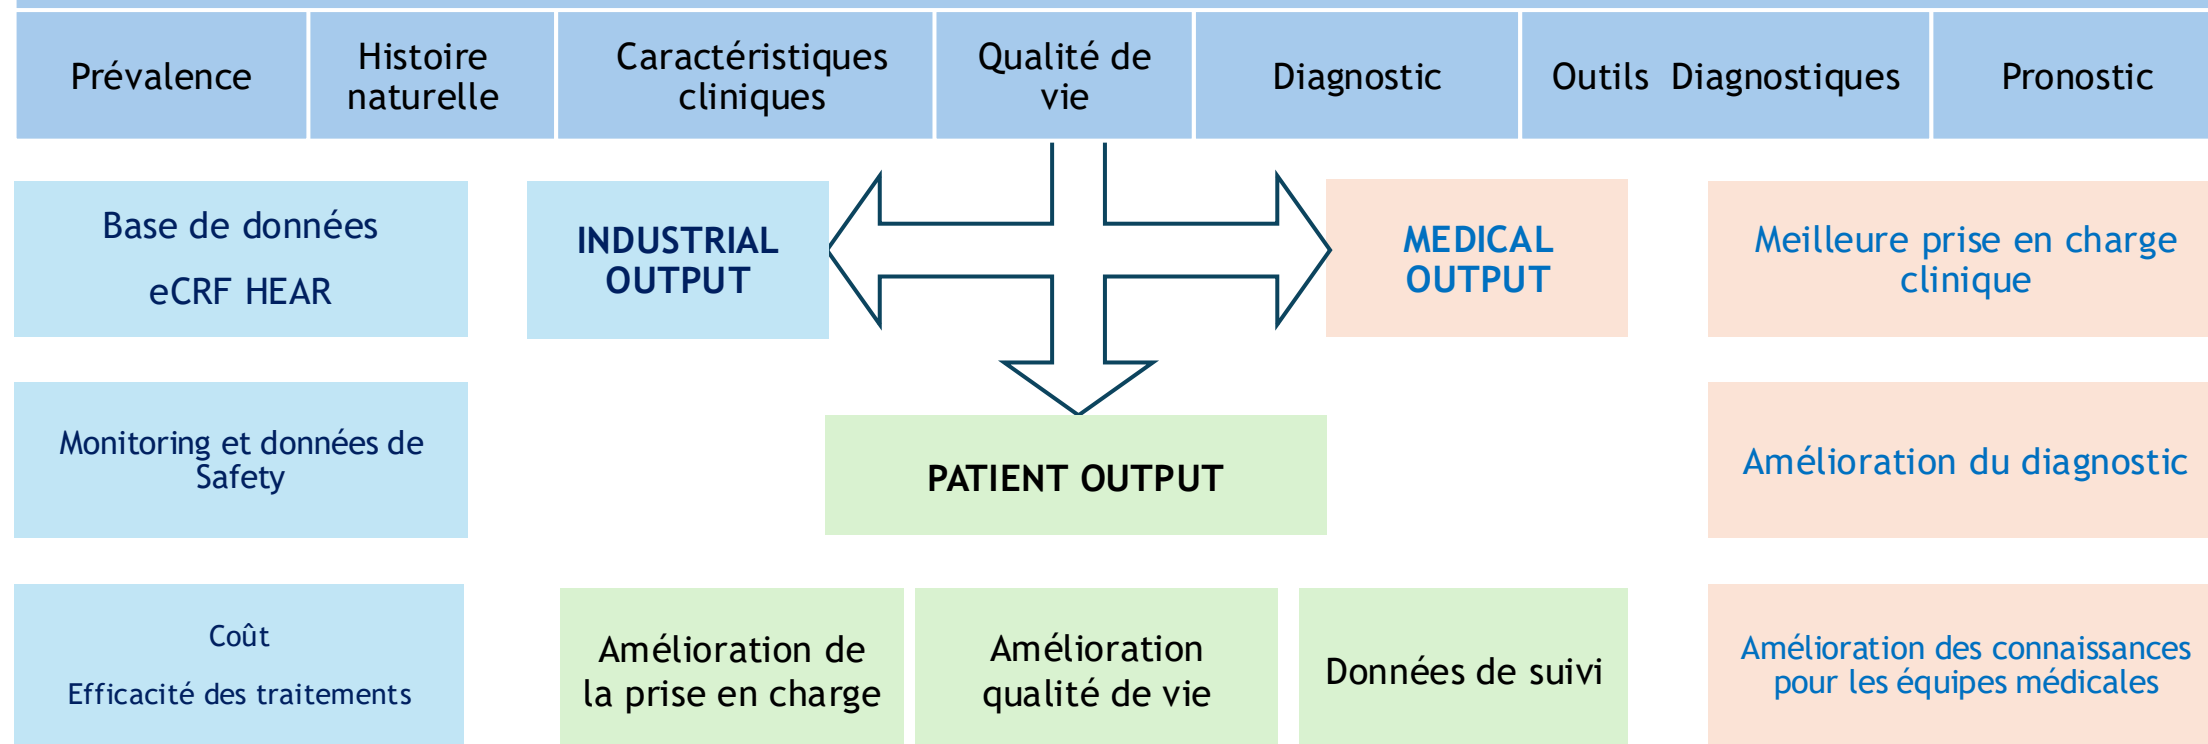 Prévalence
Histoire
naturelle
Caractéristiques
cliniques
Qualité de
vie
Diagnostic
Outils Diagnostiques
Pronostic
Base de données
eCRF HEAR
INDUSTRIAL
OUTPUT
MEDICAL
OUTPUT
Meilleure prise en charge
clinique
Monitoring et données de
Safety
PATIENT OUTPUT
Amélioration du diagnostic
Coût
Efficacité des traitements
Amélioration de
la prise en charge
Amélioration
qualité de vie
Données de suivi
Amélioration des connaissances
pour les équipes médicales